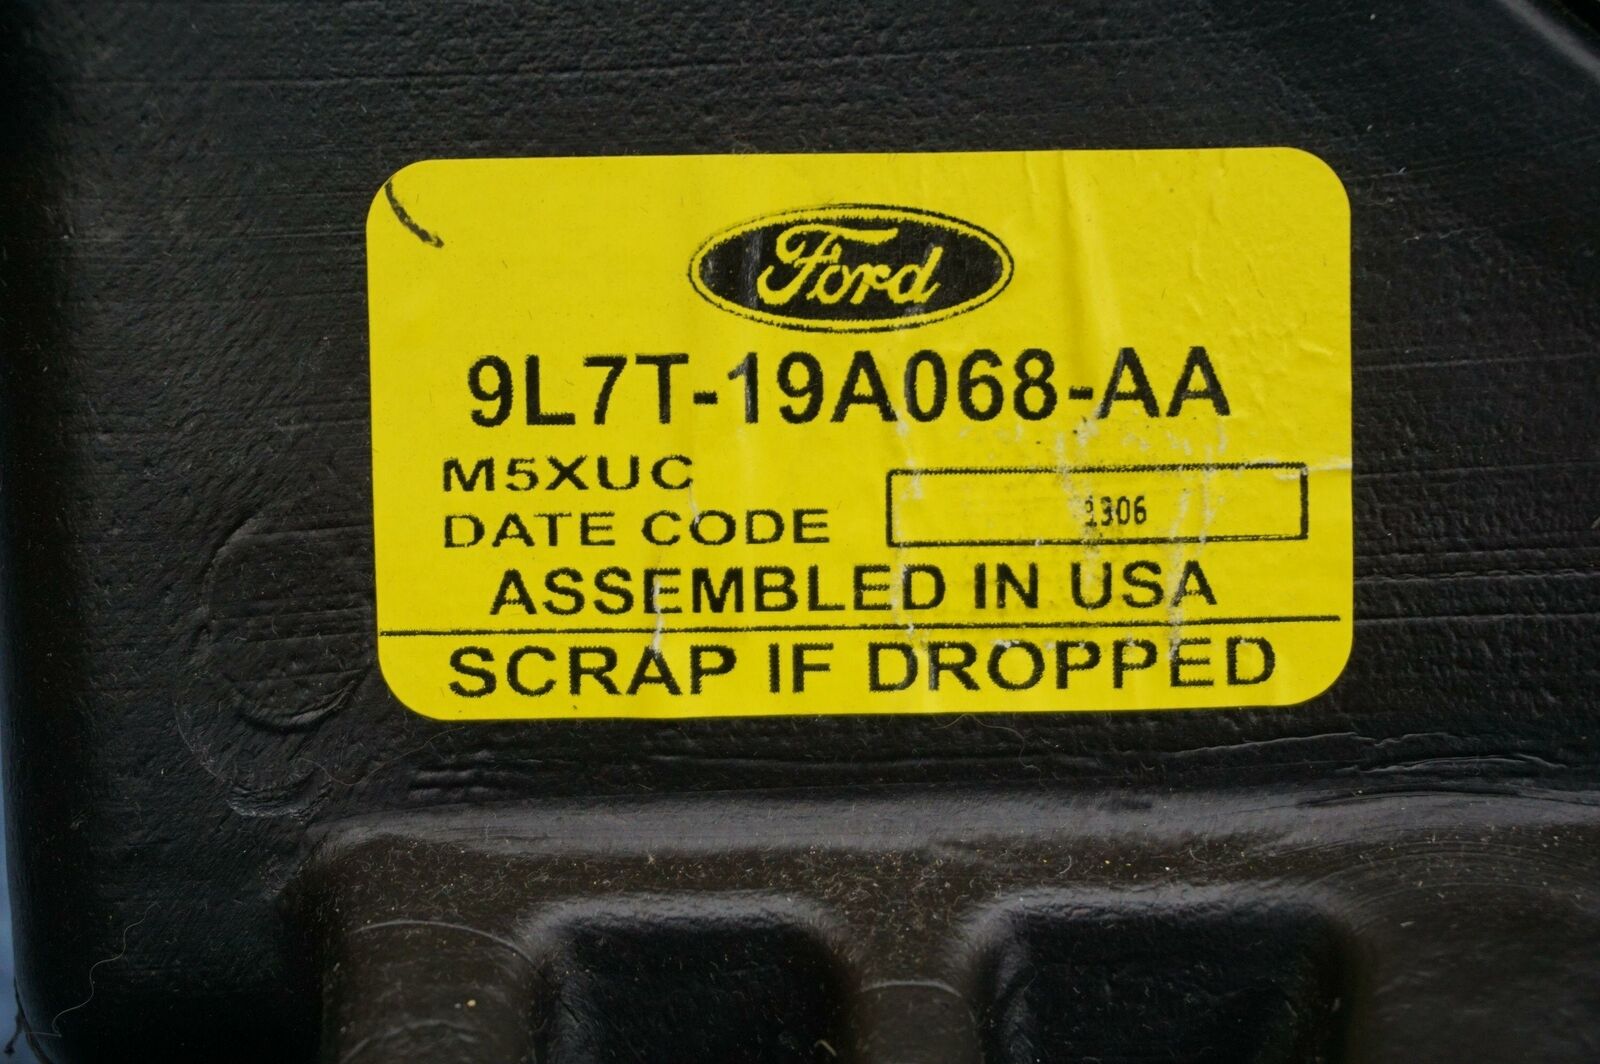 Ford
9L7T-19A068-AA
M5XUC
DATE CODE 1306
ASSEMBLED IN USA
SCRAP IF DROPPED